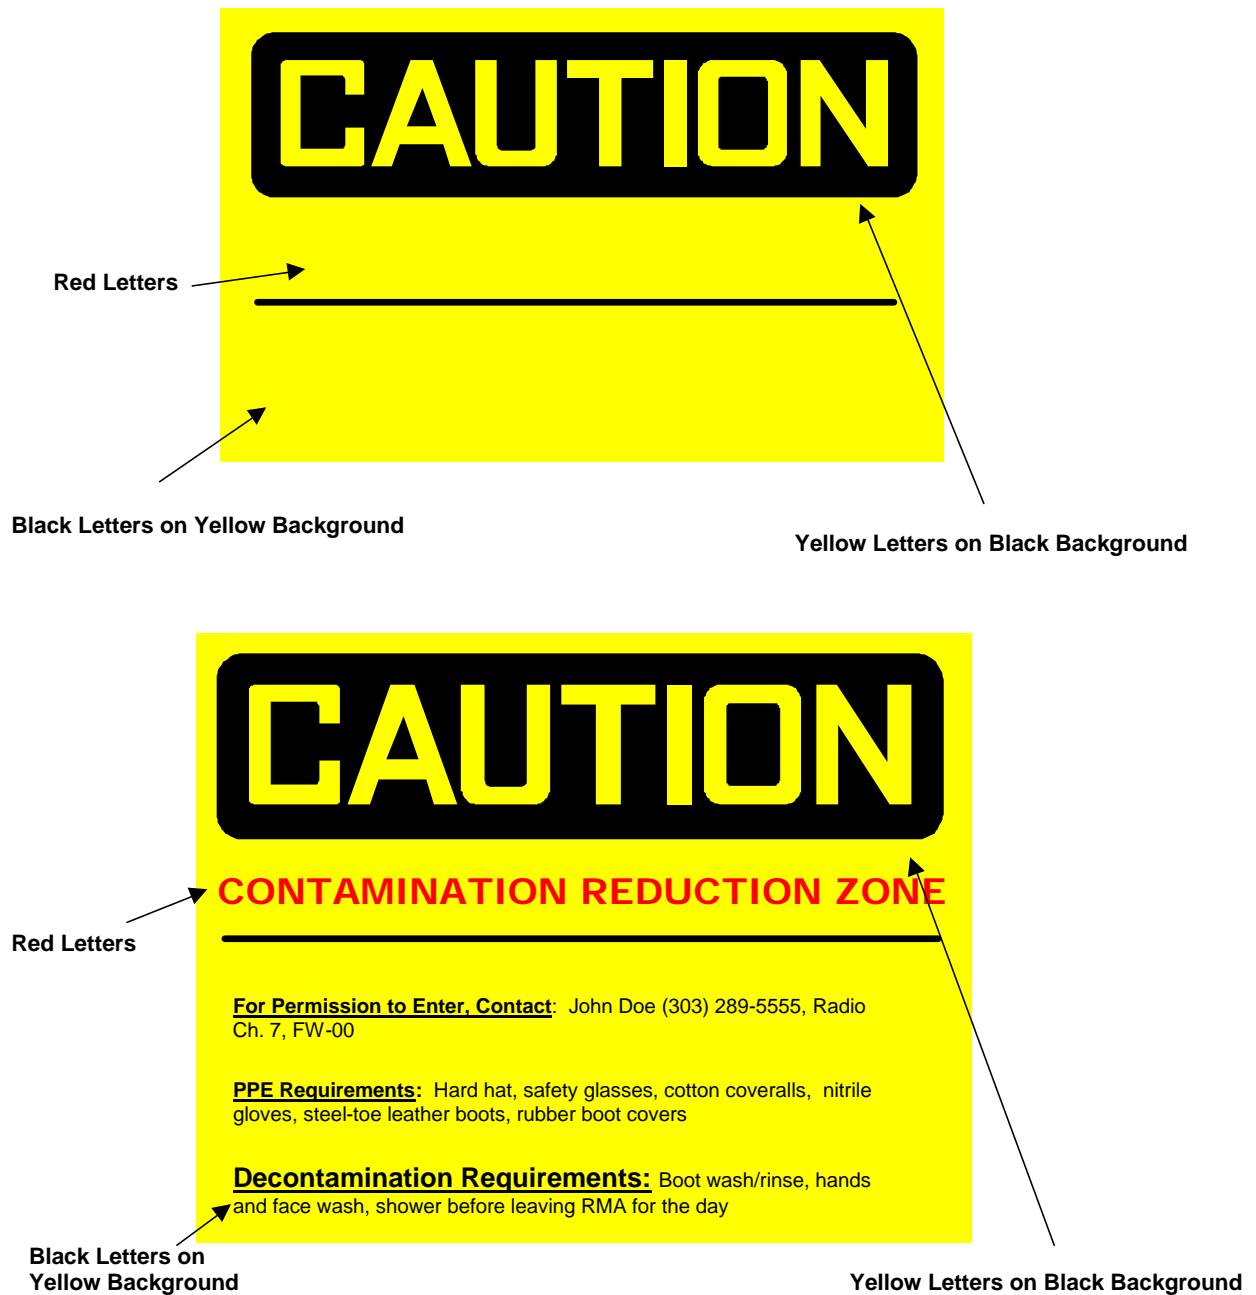 CAUTION
Red Letters
Black Letters on Yellow Background
Yellow Letters on Black Background
CAUTION
CONTAMINATION REDUCTION ZONE
Red Letters
For Permission to Enter, Contact:  John Doe (303) 289-5555, Radio
Ch. 7, FW-00
PPE Requirements:  Hard hat, safety glasses, cotton coveralls,  nitrile
gloves, steel-toe leather boots, rubber boot covers
Decontamination Requirements: Boot wash/rinse, hands
and face wash, shower before leaving RMA for the day
Black Letters on
Yellow Background
Yellow Letters on Black Background